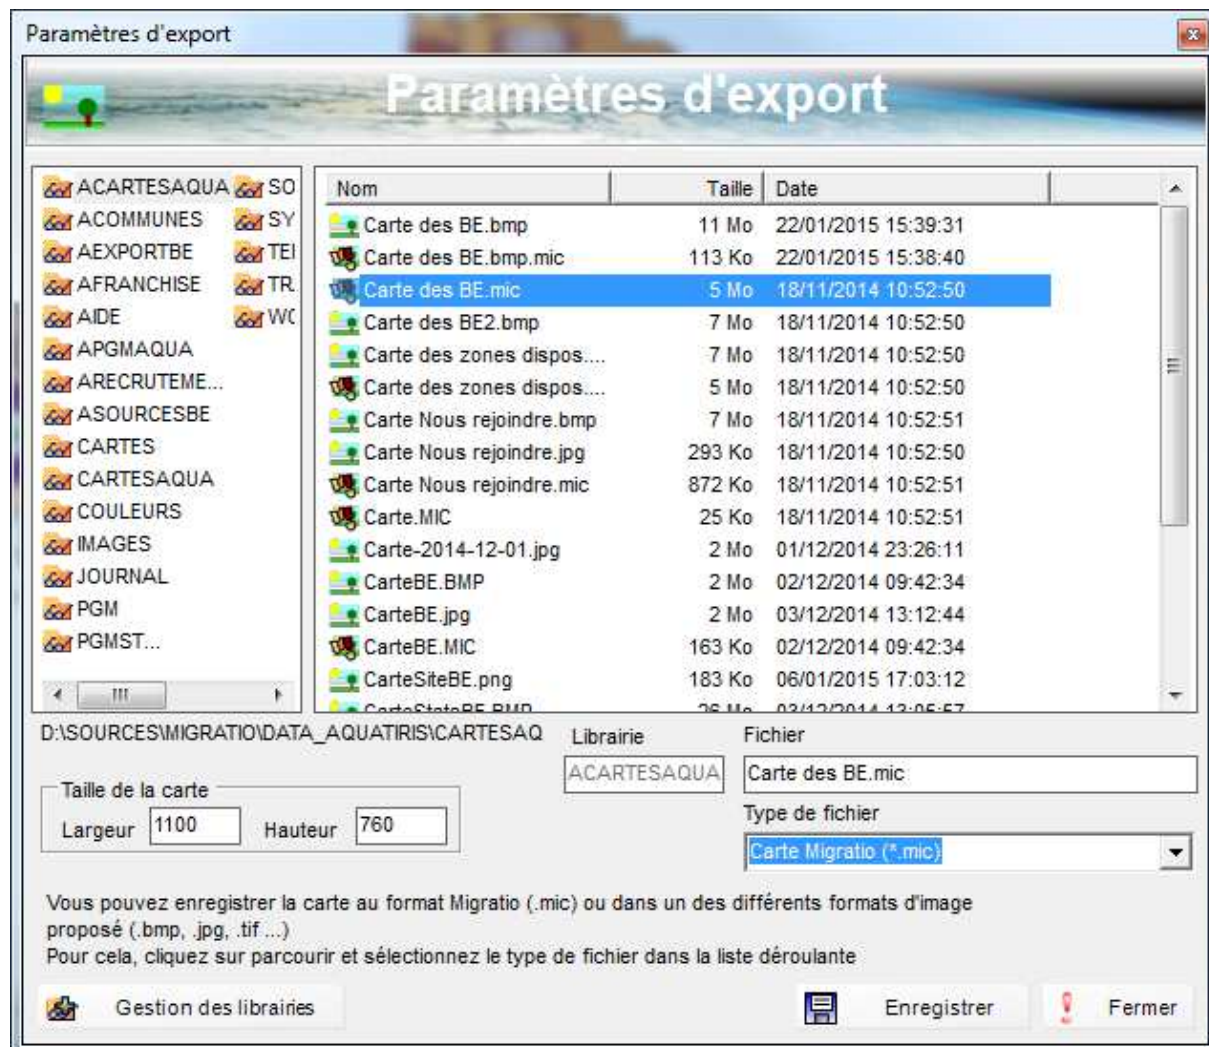 Paramètres d'export
Paramètres d'export
ACARTESAQUA SO
ACOMMUNES SY
AEXPORTBE TEI
AFRANCHISE TR
AIDE WO
APGMAQUA
ARECRUTEME...
ASOURCESBE
CARTES
CARTESAQUA
COULEURS
IMAGES
JOURNAL
PGM
PGMST...
Nom Taille Date
Carte des BE.bmp 11 Mo 22/01/2015 15:39:31
Carte des BE.bmp.mic 113 Ko 22/01/2015 15:38:40
Carte des BE.mic 5 Mo 18/11/2014 10:52:50
Carte des BE2.bmp 7 Mo 18/11/2014 10:52:50
Carte des zones dispos.... 7 Mo 18/11/2014 10:52:50
Carte des zones dispos.... 5 Mo 18/11/2014 10:52:50
Carte Nous rejoindre.bmp 7 Mo 18/11/2014 10:52:51
Carte Nous rejoindre.jpg 293 Ko 18/11/2014 10:52:50
Carte Nous rejoindre.mic 872 Ko 18/11/2014 10:52:51
Carte.MIC 25 Ko 18/11/2014 10:52:51
Carte-2014-12-01.jpg 2 Mo 01/12/2014 23:26:11
CarteBE.BMP 2 Mo 02/12/2014 09:42:34
CarteBE.jpg 2 Mo 03/12/2014 13:12:44
CarteBE.MIC 163 Ko 02/12/2014 09:42:34
CarteSiteBE.png 183 Ko 06/01/2015 17:03:12
D:\SOURCES\MIGRATIO\DATA_AQUATIRIS\CARTESAQ
Librairie Fichier
ACARTESAQUA Carte des BE.mic
Taille de la carte
Largeur 1100 Hauteur 760
Type de fichier
Carte Migratio (*.mic)
Vous pouvez enregistrer la carte au format Migratio (.mic) ou dans un des différents formats d'image
proposé (.bmp, .jpg, .tif ...)
Pour cela, cliquez sur parcourir et sélectionnez le type de fichier dans la liste déroulante
Gestion des librairies Enregistrer Fermer